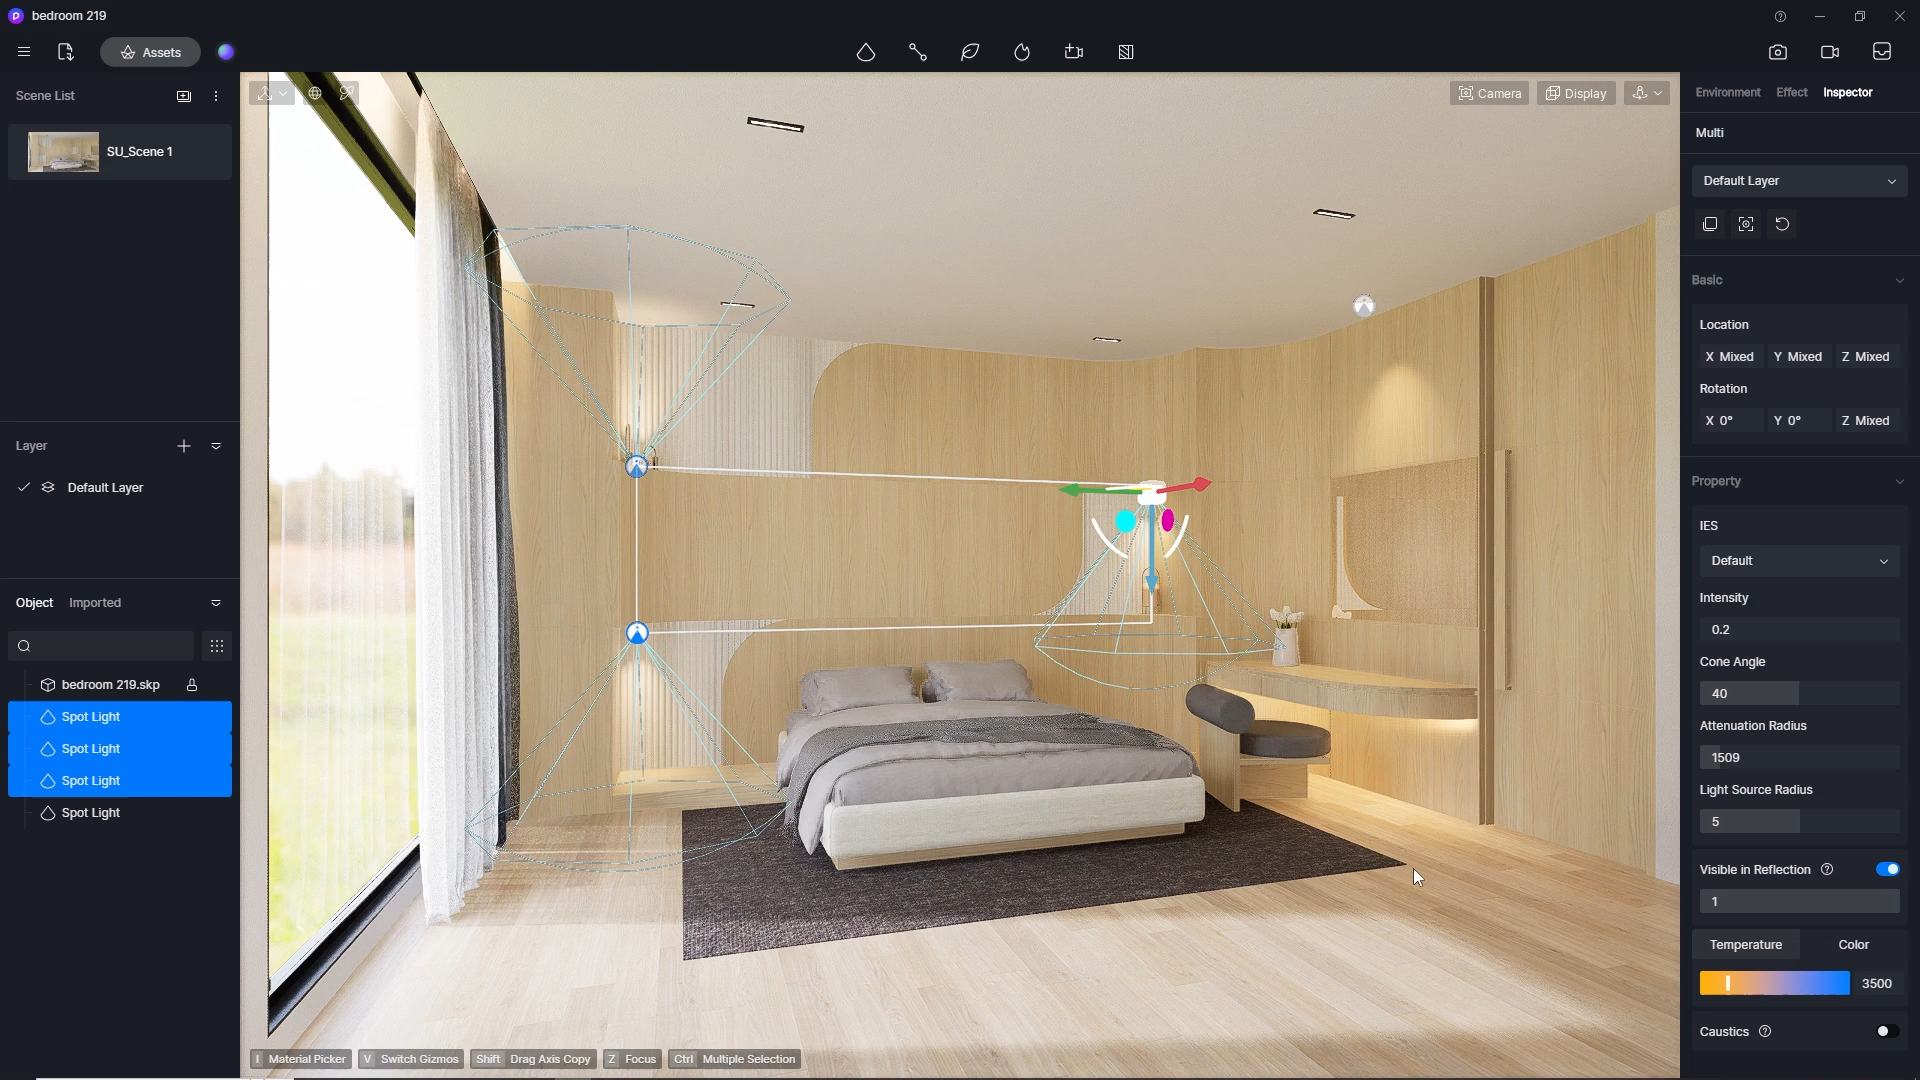 bedroom 219
Assets
Scene List
SU_Scene 1
Layer
Default Layer
Object Imported
bedroom 219.skp
Spot Light
Spot Light
Spot Light
Spot Light
Camera
Display
I Material Picker V Switch Gizmos Shift Drag Axis Copy Z Focus Ctrl Multiple Selection
Environment Effect Inspector
Multi
Default Layer
Basic
Location
X Mixed Y Mixed Z Mixed
Rotation
X 0° Y 0° Z Mixed
Property
IES
Default
Intensity
0.2
Cone Angle
40
Attenuation Radius
1509
Light Source Radius
5
Visible in Reflection
1
Temperature Color
3500
Caustics